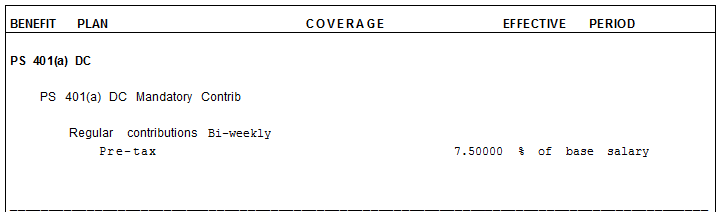 BENEFIT PLAN COVERAGE EFFECTIVE PERIOD
PS 401(a) DC
PS 401(a) DC Mandatory Contrib
Regular contributions Bi-weekly
Pre-tax 7.50000 % of base salary